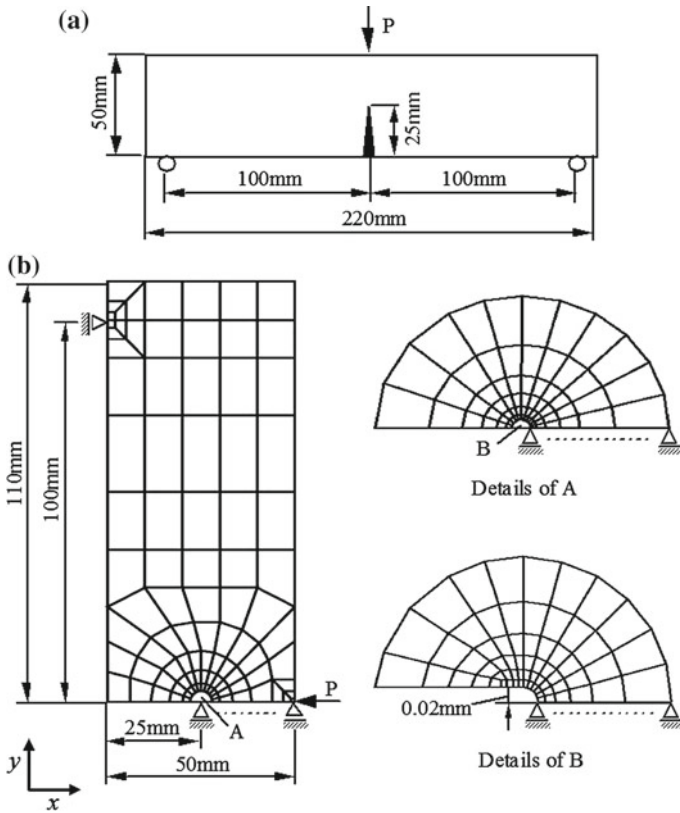 (a)
P
50mm
25mm
100mm
100mm
220mm
(b)
110mm
100mm
B
Details of A
P
25mm
A
50mm
0.02mm
Details of B
y
x